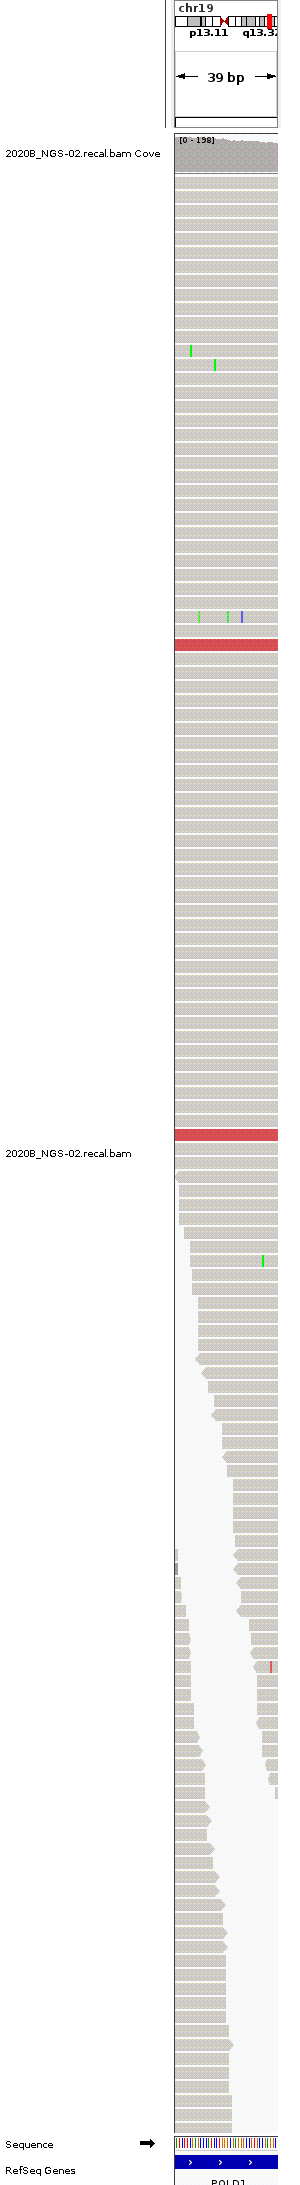 chr19
p13.11 q13.32
39 bp
[0 - 198]
2020B_NGS-02.recal.bam Cove
2020B_NGS-02.recal.bam
Sequence
RefSeq Genes
POLD1